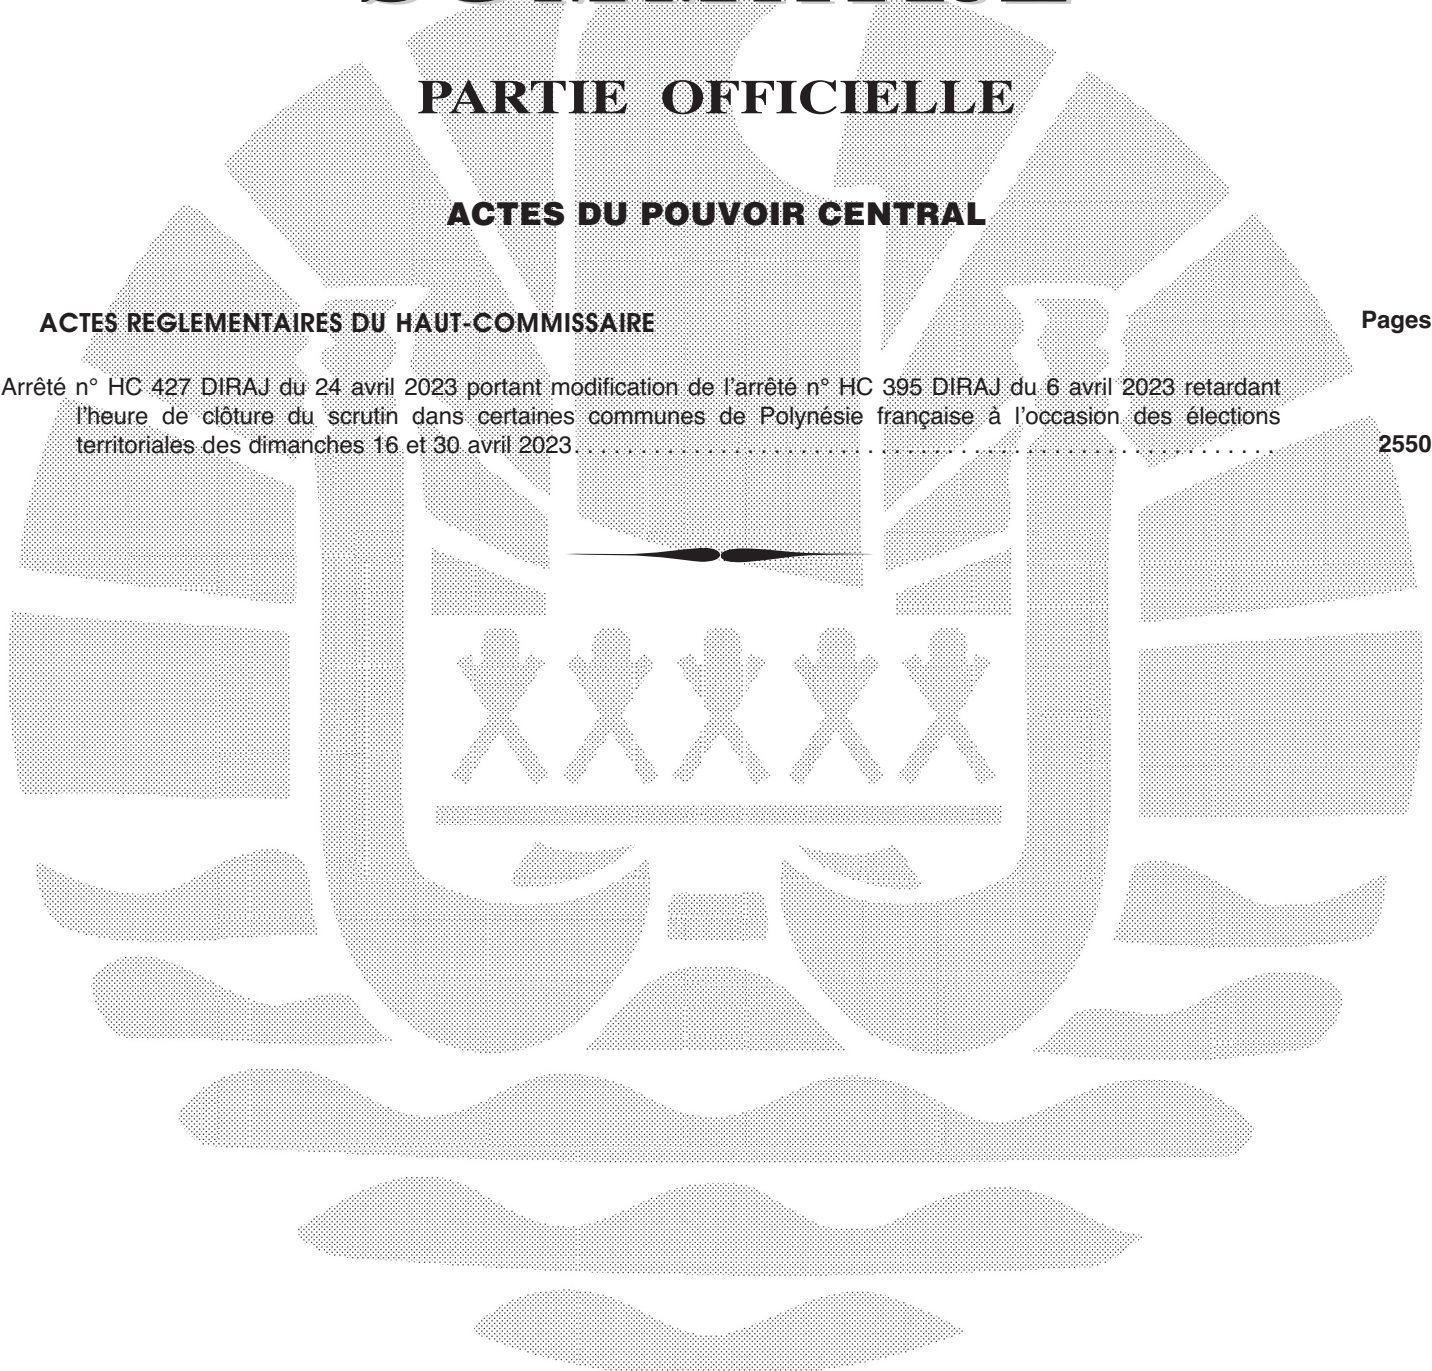 PARTIE OFFICIELLE
ACTES DU POUVOIR CENTRAL
ACTES REGLEMENTAIRES DU HAUT-COMMISSAIRE Pages
Arrêté n° HC 427 DIRAJ du 24 avril 2023 portant modification de l'arrêté n° HC 395 DIRAJ du 6 avril 2023 retardant
l'heure de clôture du scrutin dans certaines communes de Polynésie française à l'occasion des élections
territoriales des dimanches 16 et 30 avril 2023. . . . . . . . . . . . . . . . . . . . . . . . . . . . . . . . . . . . . . . . . . . . . . . . . . . . . 2550